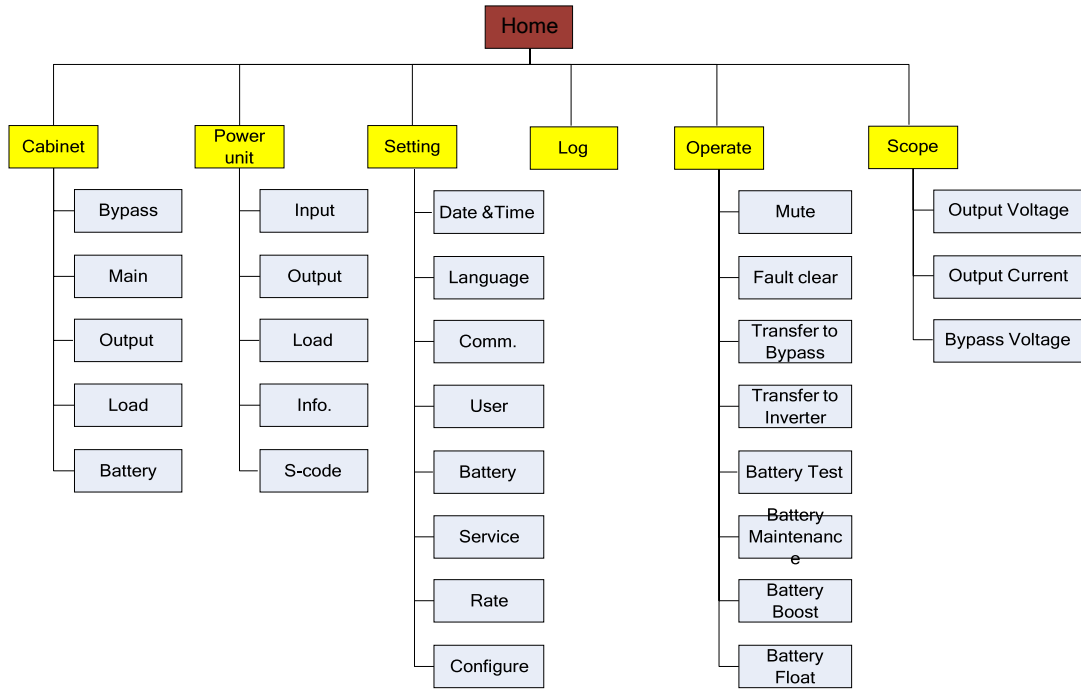 Home
Cabinet
Power
unit
Setting
Log
Operate
Scope
Bypass
Main
Output
Load
Battery
Input
Output
Load
Info.
S-code
Date &Time
Language
Comm.
User
Battery
Service
Rate
Configure
Mute
Fault clear
Transfer to
Bypass
Transfer to
Inverter
Battery Test
Battery
Maintenanc
e
Battery
Boost
Battery
Float
Output Voltage
Output Current
Bypass Voltage